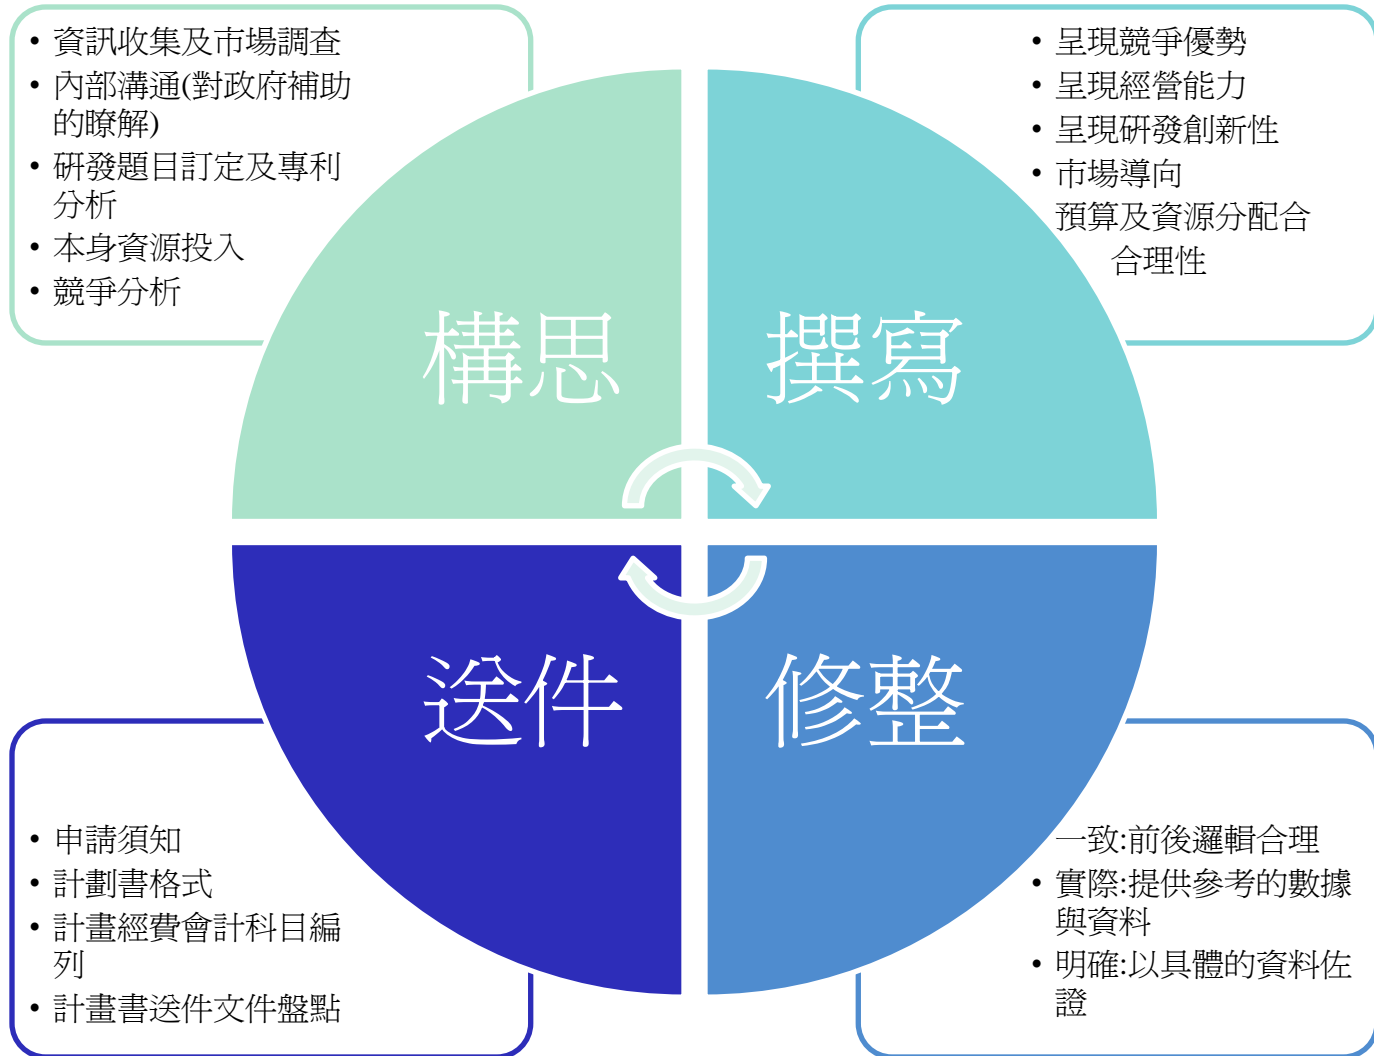 • 資訊收集及市場調查
• 內部溝通(對政府補助
的瞭解)
• 研發題目訂定及專利
分析
• 本身資源投入
• 競爭分析
• 呈現競爭優勢
• 呈現經營能力
• 呈現研發創新性
• 市場導向
預算及資源分配合
合理性
構思
撰寫
送件
修整
• 申請須知
• 計劃書格式
• 計畫經費會計科目編
列
• 計畫書送件文件盤點
一致:前後邏輯合理
• 實際:提供參考的數據
與資料
• 明確:以具體的資料佐
證